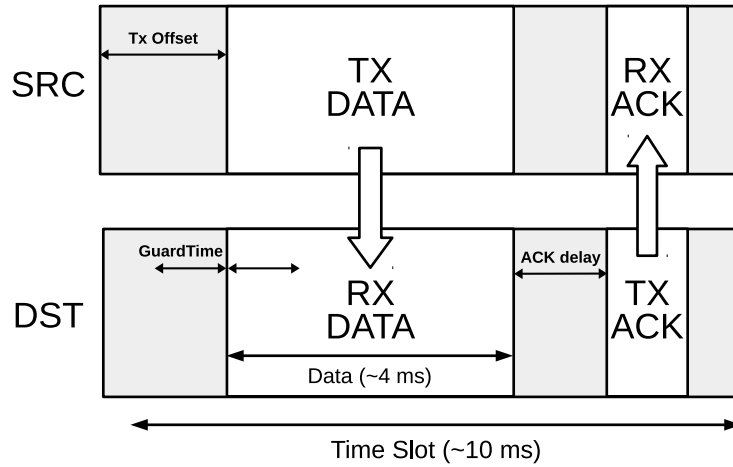 Tx Offset
SRC
TX
DATA
RX
ACK
GuardTime
ACK delay
DST
RX
DATA
TX
ACK
Data (~4 ms)
Time Slot (~10 ms)